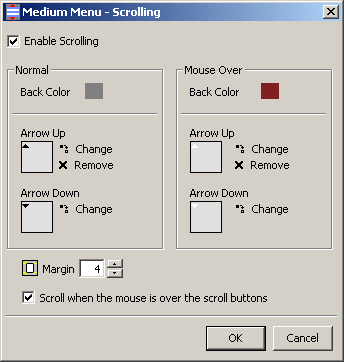 Medium Menu - Scrolling
Enable Scrolling
Normal
Back Color
Arrow Up
Change
Remove
Arrow Down
Change
Mouse Over
Back Color
Arrow Up
Change
Remove
Arrow Down
Change
Margin 4
Scroll when the mouse is over the scroll buttons
OK Cancel